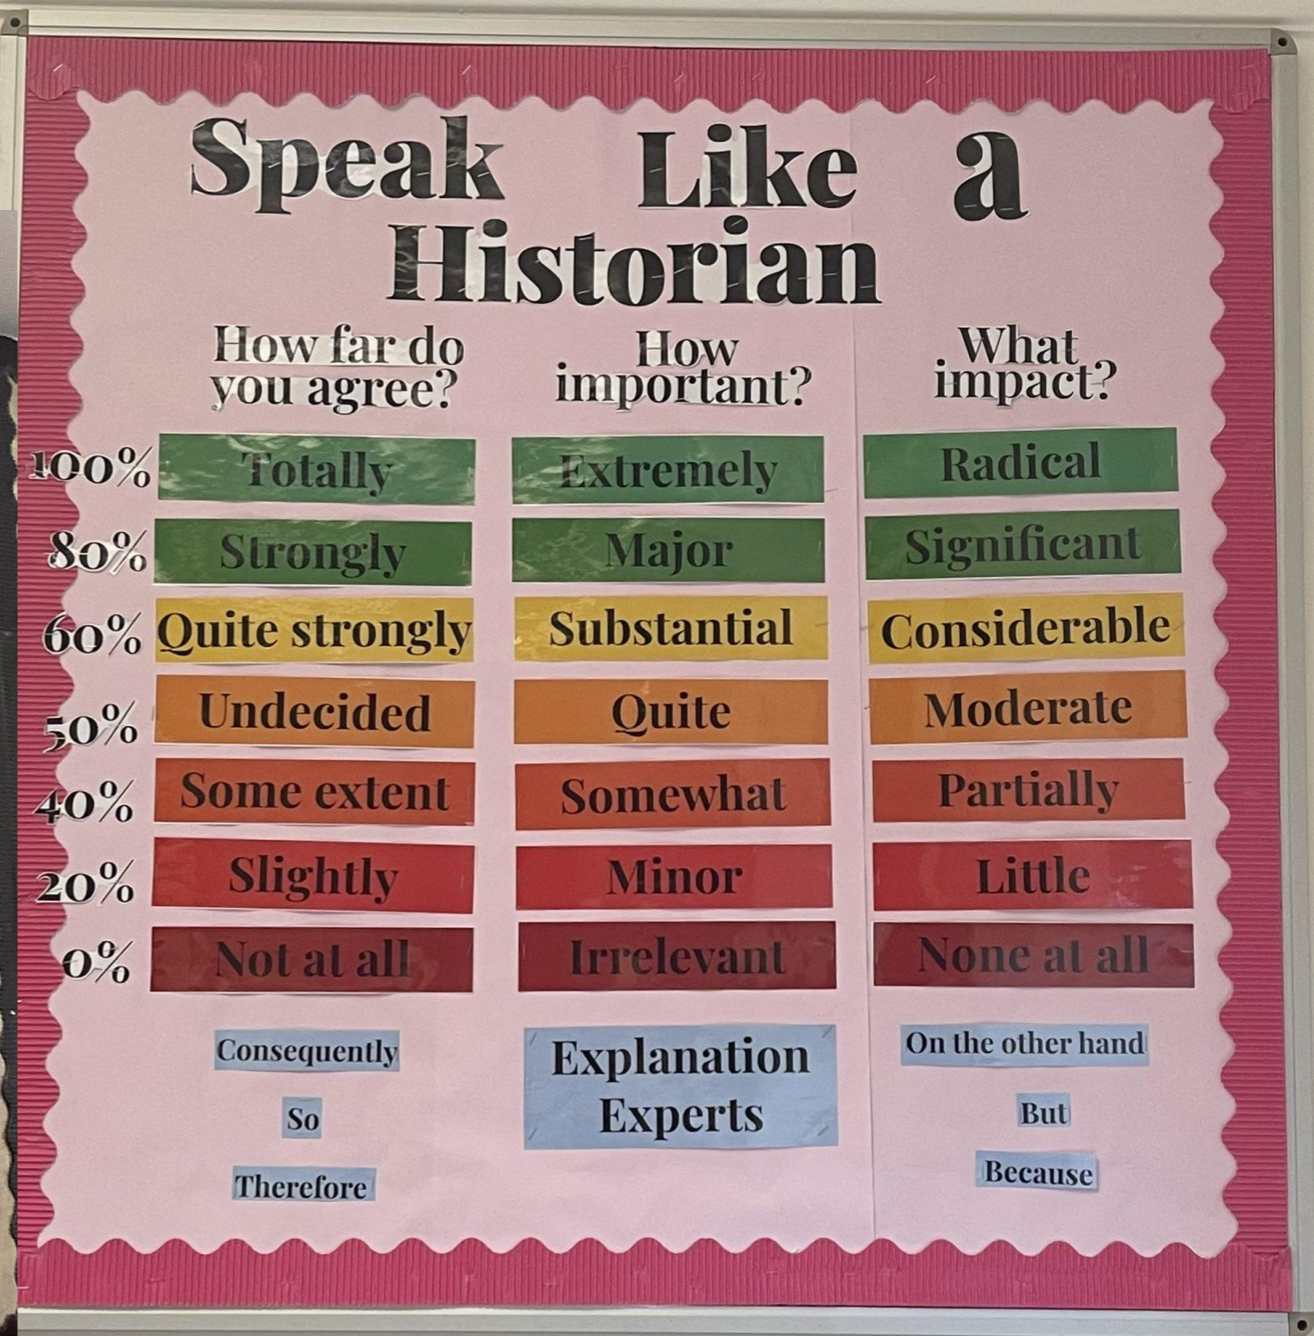 Speak Like a
Historian
How far do
you agree?
How
important?
What
impact?
100% Totally Extremely Radical
80% Strongly Major Significant
60% Quite strongly Substantial Considerable
50% Undecided Quite Moderate
40% Some extent Somewhat Partially
20% Slightly Minor Little
0% Not at all Irrelevant None at all
Consequently
So
Therefore
Explanation
Experts
On the other hand
But
Because